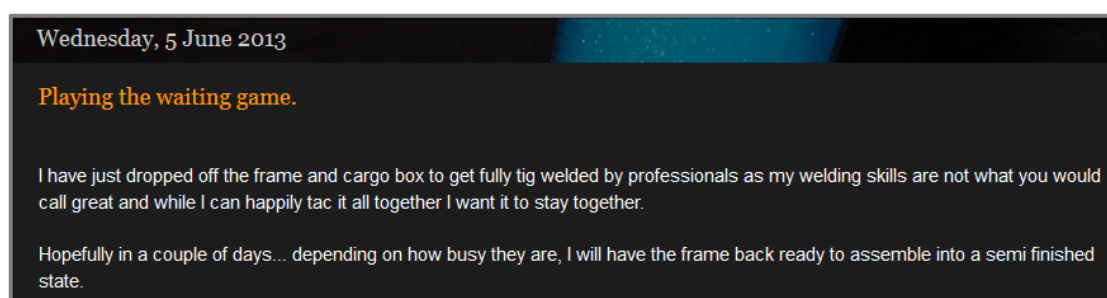 Wednesday, 5 June 2013
Playing the waiting game.
I have just dropped off the frame and cargo box to get fully tig welded by professionals as my welding skills are not what you would
call great and while I can happily tac it all together I want it to stay together.
Hopefully in a couple of days... depending on how busy they are, I will have the frame back ready to assemble into a semi finished
state.